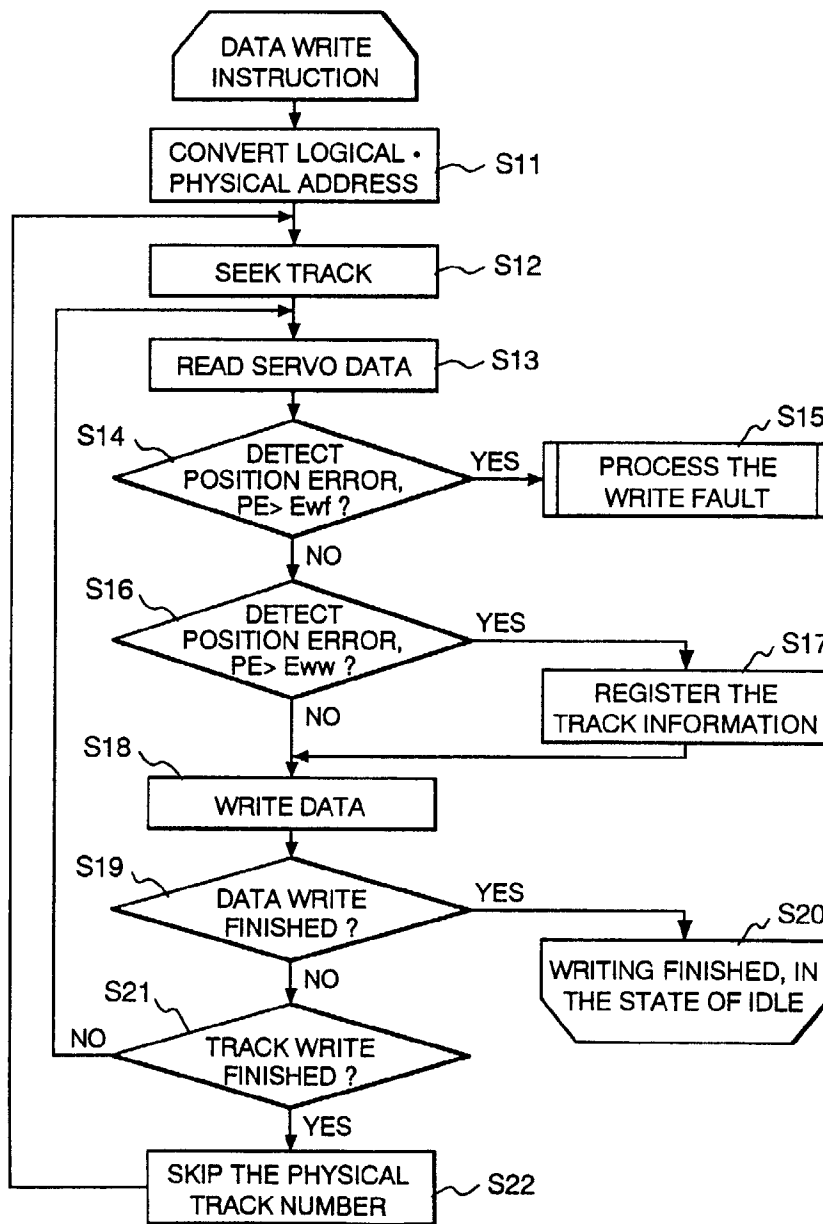 DATA WRITE
INSTRUCTION
CONVERT LOGICAL •
PHYSICAL ADDRESS
S11
SEEK TRACK
S12
READ SERVO DATA
S13
S14
DETECT
POSITION ERROR,
PE> Ewf ?
YES
NO
S15
PROCESS THE
WRITE FAULT
S16
DETECT
POSITION ERROR,
PE> Eww ?
YES
NO
S17
REGISTER THE
TRACK INFORMATION
S18
WRITE DATA
S19
DATA WRITE
FINISHED ?
YES
NO
S20
WRITING FINISHED, IN
THE STATE OF IDLE
S21
NO
TRACK WRITE
FINISHED ?
YES
SKIP THE PHYSICAL
TRACK NUMBER
S22